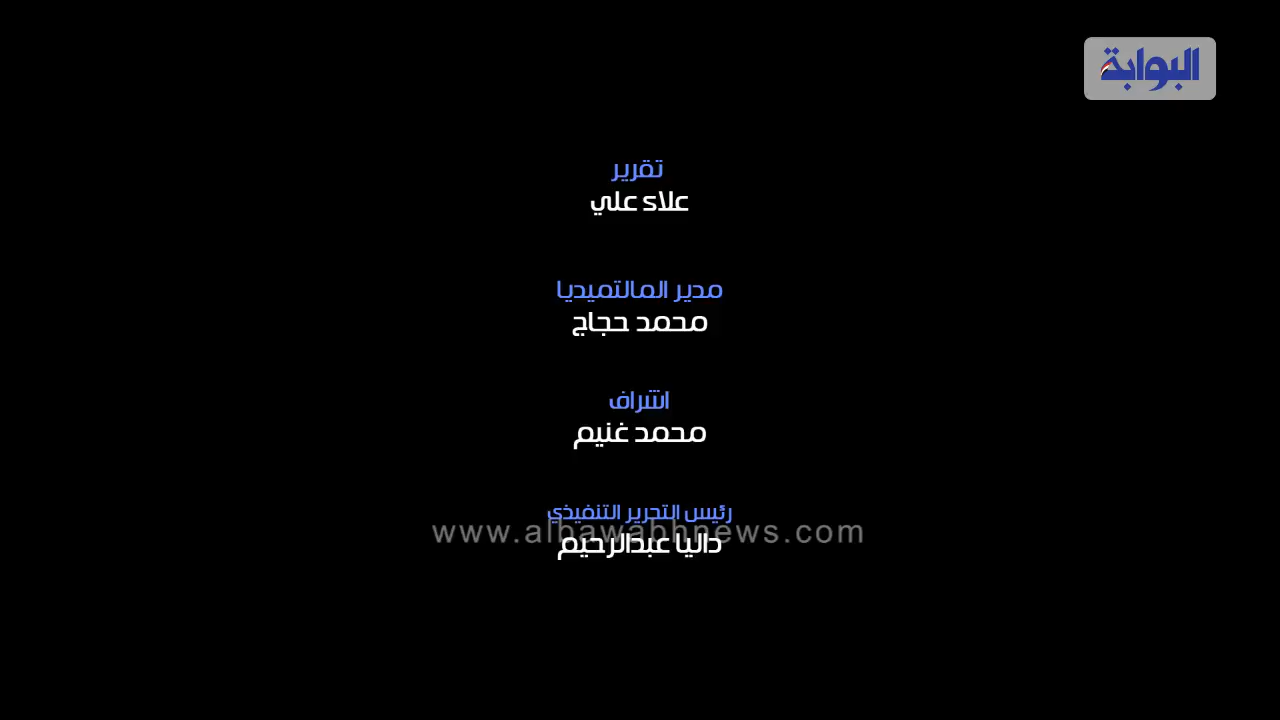 البوابة
تقرير
علاء علي
مدير المالتميديا
محمد حجاج
اشراف
محمد غنيم
رئيس التحرير التنفيذي
www.albawabhnews.com
داليا عبدالرحيم